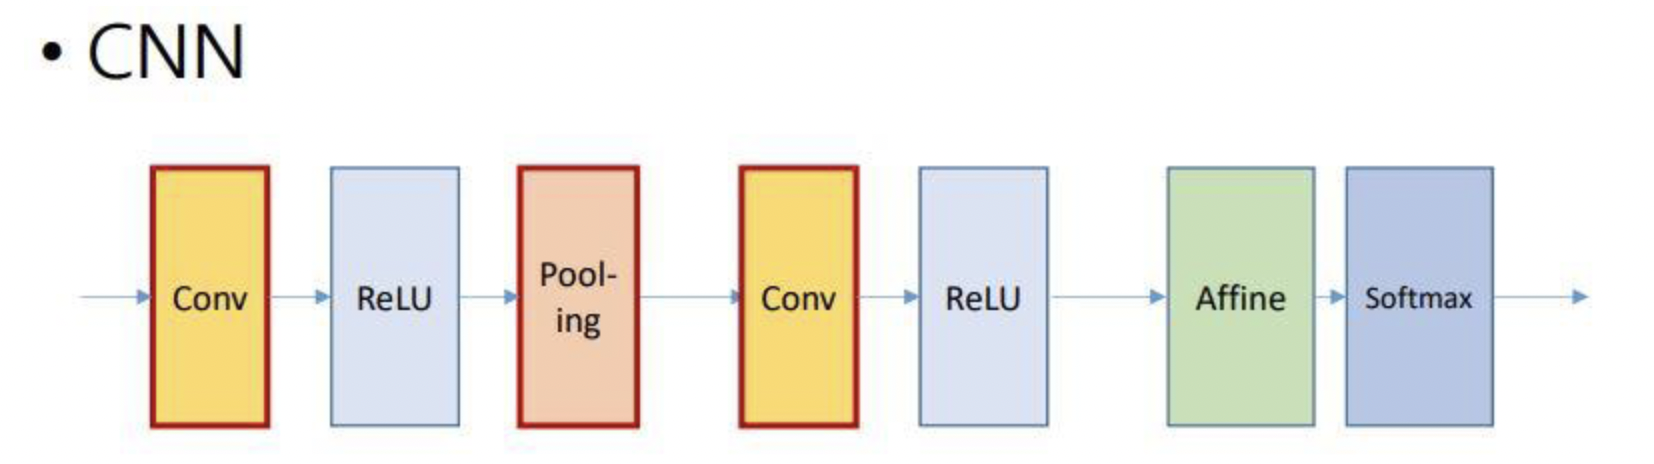 • CNN
Conv
ReLU
Pool-
ing
Conv
ReLU
Affine
Softmax